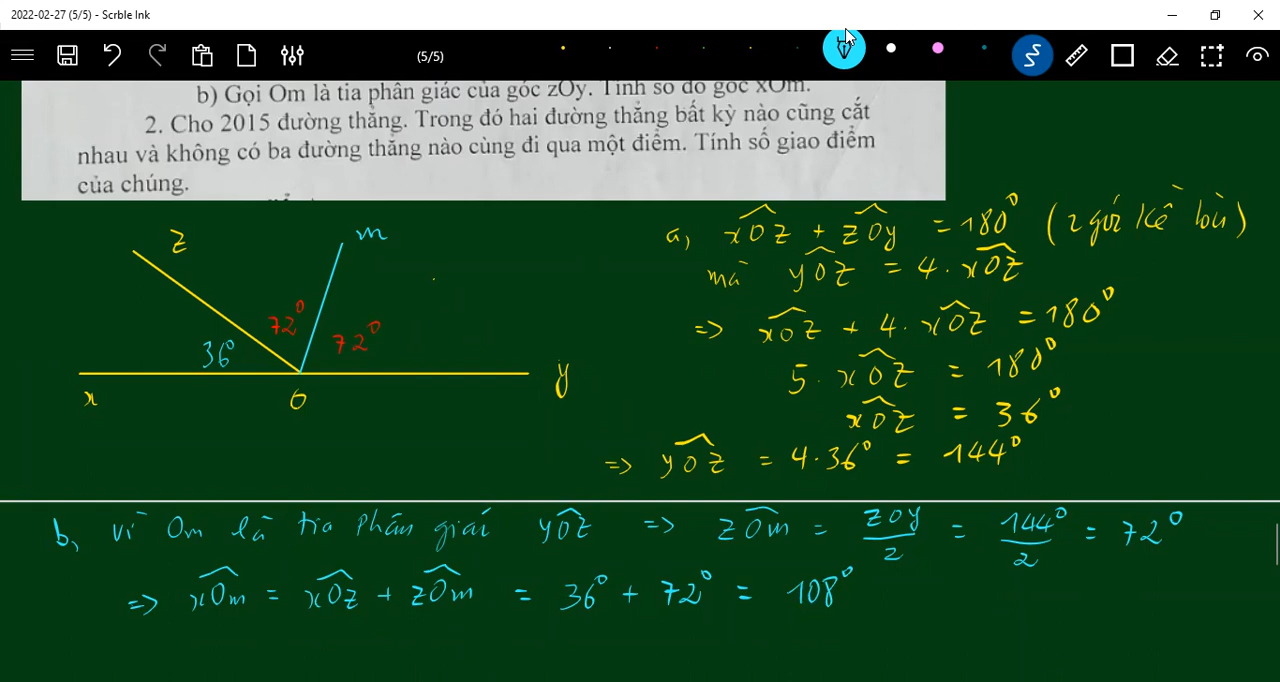 2022-02-27 (5/5) - Scrble Ink
(5/5)
b) Gọi Om là tia phân giác của góc zOy. Tính số đo góc xOm.
2. Cho 2015 đường thẳng. Trong đó hai đường thẳng bất kỳ nào cũng cắt
nhau và không có ba đường thẳng nào cùng đi qua một điểm. Tính số giao điểm
của chúng.
z
m
72°
72°
36°
x
O
y
a, xOz + zOy = 180° (2 góc kề bù)
mà yOz = 4. xOz
=> xOz + 4. xOz = 180°
5. xOz = 180°
xOz = 36°
=> yOz = 4.36° = 144°
b, Vì Om là tia phân giác yOz => zOm = zOy/2 = 144°/2 = 72°
=> xOm = xOz + zOm = 36° + 72° = 108°